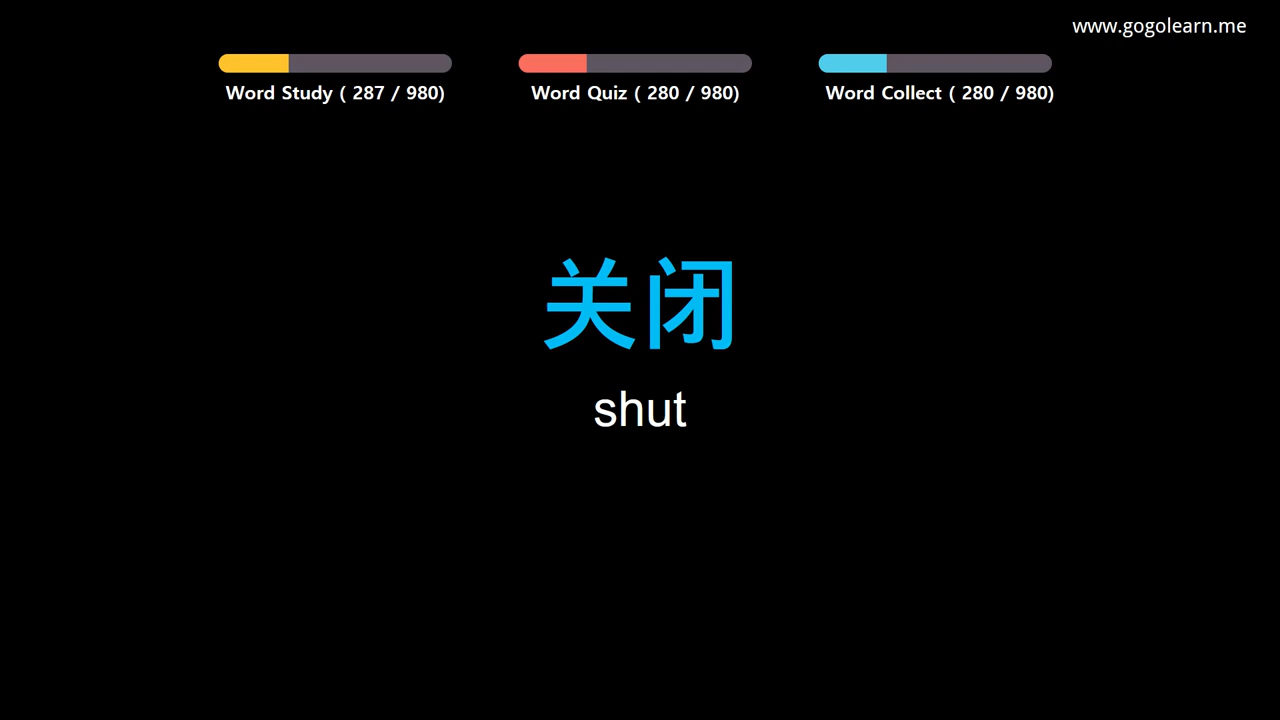 www.gogolearn.me
Word Study ( 287 / 980)
Word Quiz ( 280 / 980)
Word Collect ( 280 / 980)
关闭
shut